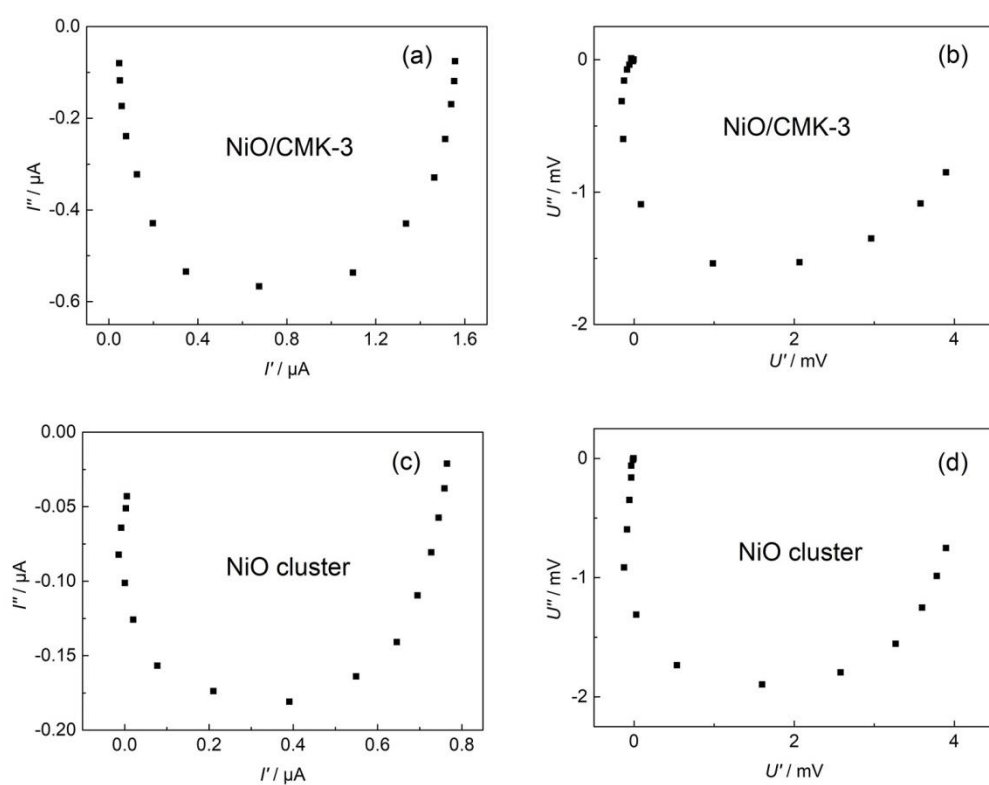 (a)
NiO/CMK-3
I″ / μA
0.0
-0.2
-0.4
-0.6
0.0 0.4 0.8 1.2 1.6
I′ / μA
(b)
NiO/CMK-3
U″ / mV
0
-1
-2
0 2 4
U′ / mV
(c)
NiO cluster
I″ / μA
0.00
-0.05
-0.10
-0.15
-0.20
0.0 0.2 0.4 0.6 0.8
I′ / μA
(d)
NiO cluster
U″ / mV
0
-1
-2
0 2 4
U′ / mV